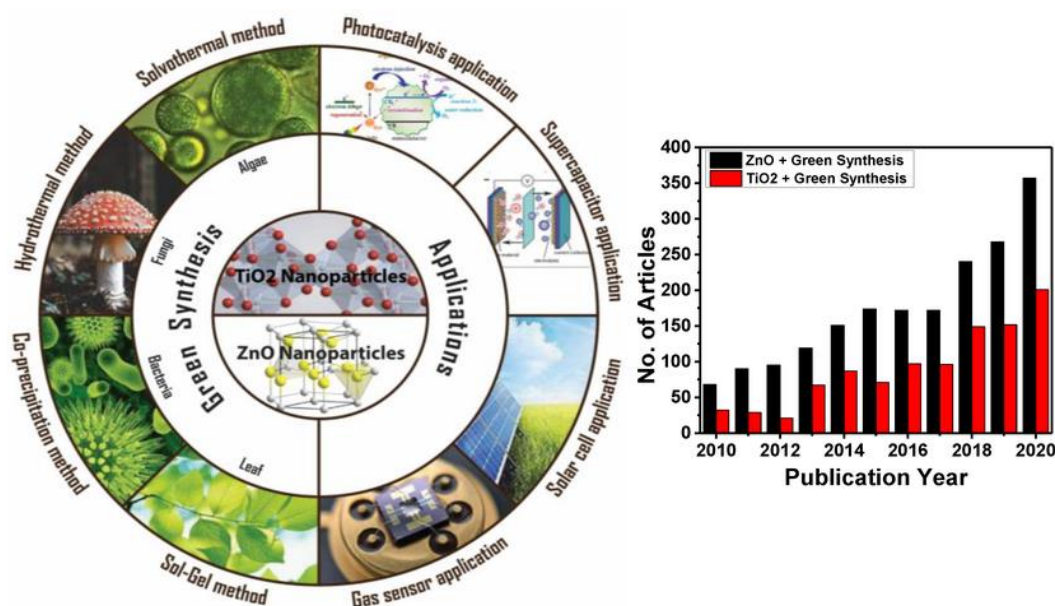 Solvothermal method
Hydrothermal method
Co-precipitation method
Sol-Gel method
Photocatalysis application
Supercapacitor application
Solar cell application
Gas sensor application
Algae
Fungi
Bacteria
Leaf
Green Synthesis
Applications
TiO2 Nanoparticles
ZnO Nanoparticles
No. of Articles
400
350
300
250
200
150
100
50
0
ZnO + Green Synthesis
TiO2 + Green Synthesis
2010 2012 2014 2016 2018 2020
Publication Year